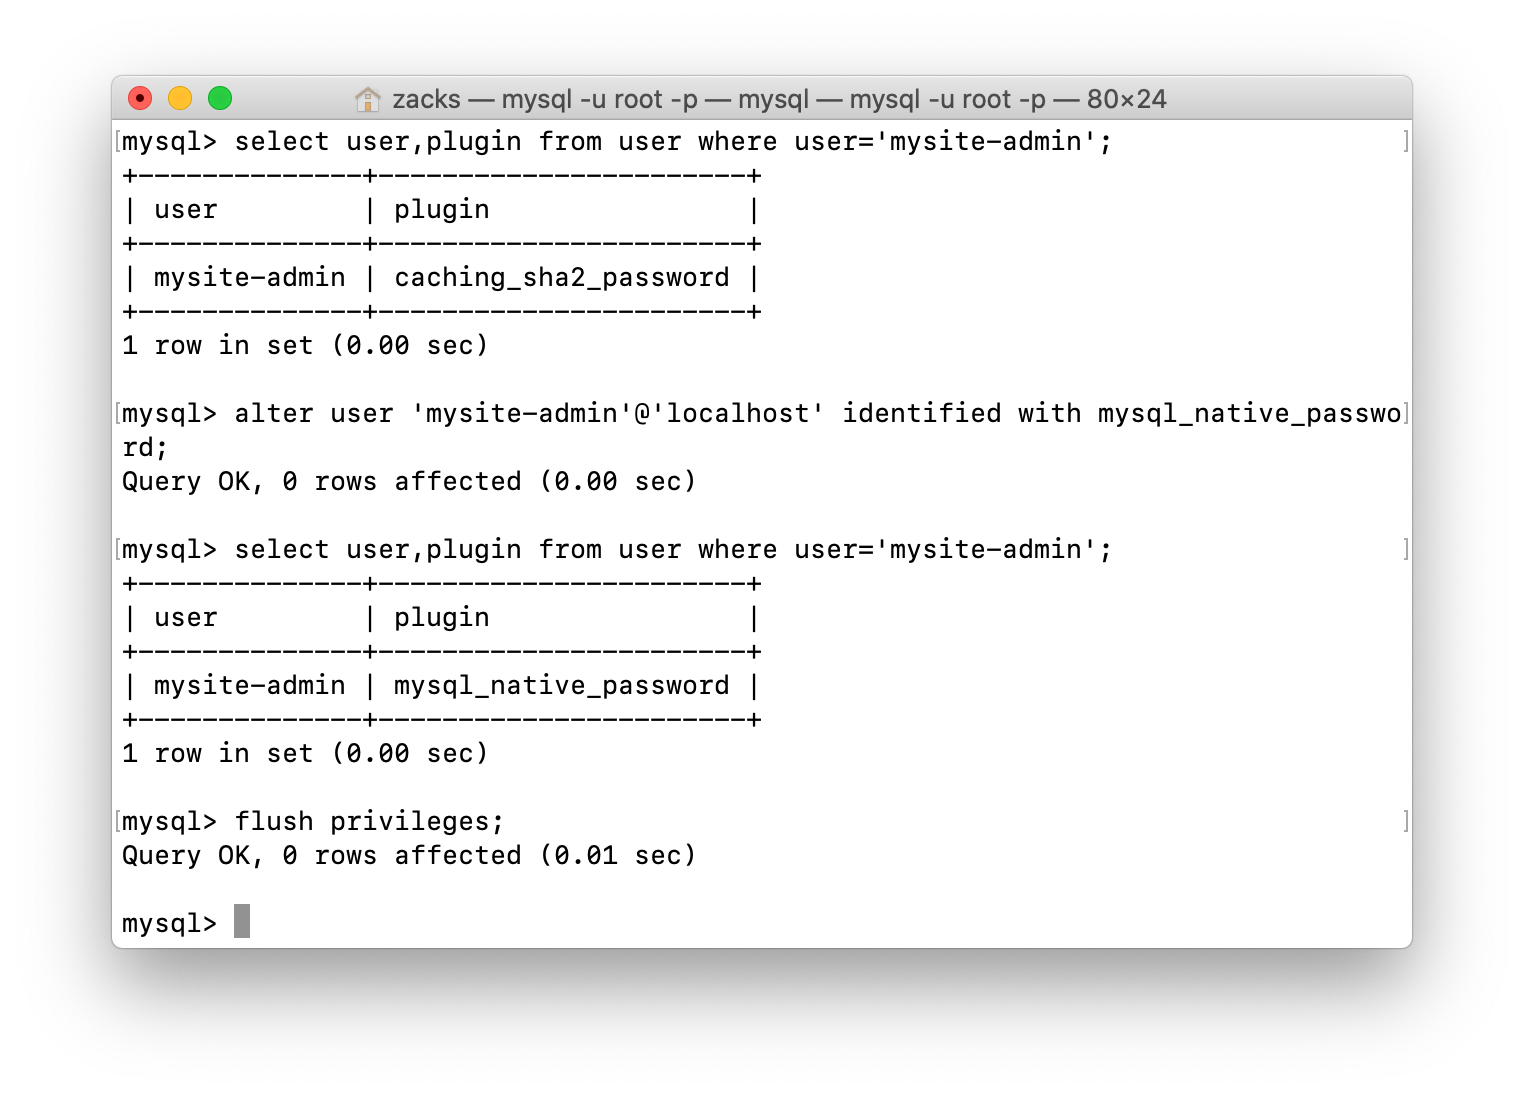 zacks — mysql -u root -p — mysql — mysql -u root -p — 80×24
[mysql> select user,plugin from user where user='mysite-admin'; ]
+--------------+-----------------------+
| user         | plugin                |
+--------------+-----------------------+
| mysite-admin | caching_sha2_password |
+--------------+-----------------------+
1 row in set (0.00 sec)
[mysql> alter user 'mysite-admin'@'localhost' identified with mysql_native_passwo]
rd;
Query OK, 0 rows affected (0.00 sec)
[mysql> select user,plugin from user where user='mysite-admin'; ]
+--------------+-----------------------+
| user         | plugin                |
+--------------+-----------------------+
| mysite-admin | mysql_native_password |
+--------------+-----------------------+
1 row in set (0.00 sec)
[mysql> flush privileges; ]
Query OK, 0 rows affected (0.01 sec)
mysql>